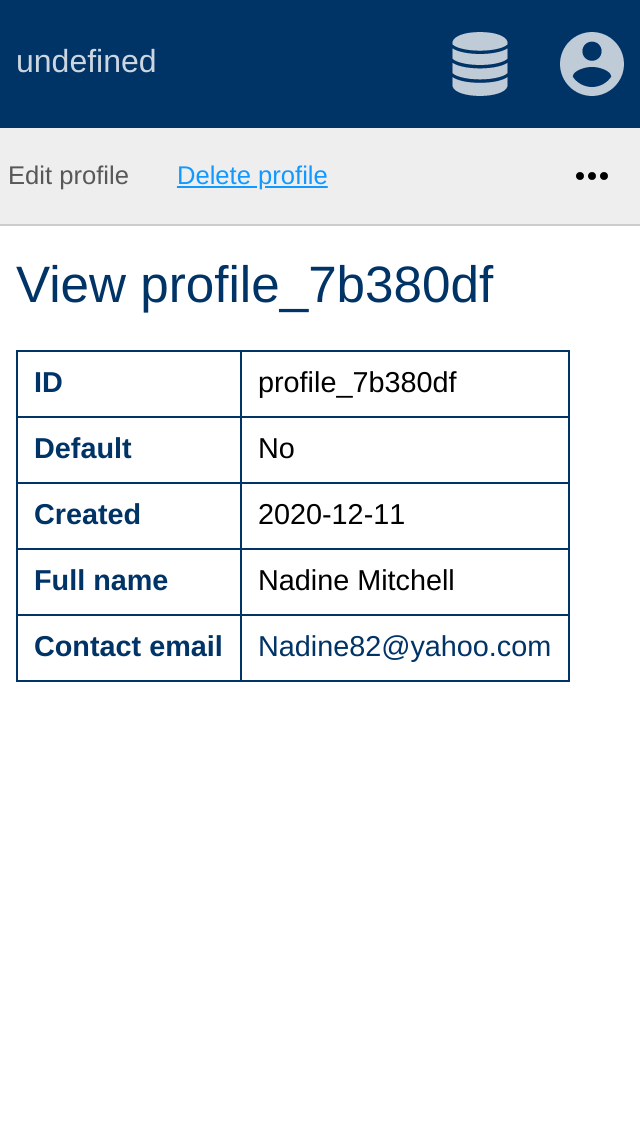 undefined
Edit profile Delete profile •••
View profile_7b380df
ID profile_7b380df
Default No
Created 2020-12-11
Full name Nadine Mitchell
Contact email Nadine82@yahoo.com